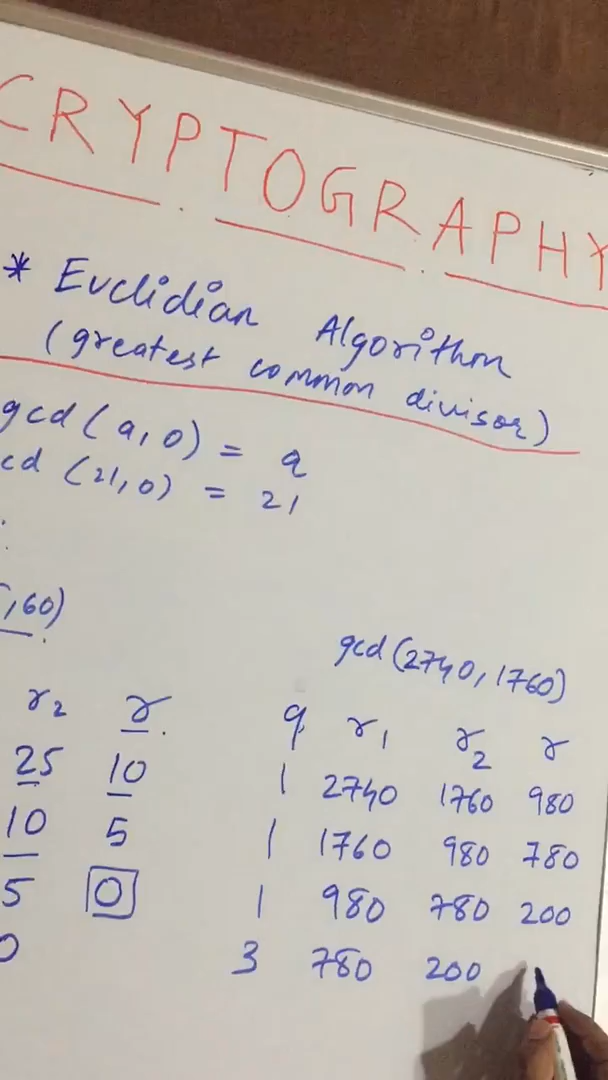 CRYPTOGRAPHY
* Euclidian Algorithm
(greatest common divisor)
gcd(a,0) = a
cd (21,0) = 21
,60)
r2 r
25 10
10 5
5 0
0
gcd(2740,1760)
q r1 r2 r
1 2740 1760 980
1 1760 980 780
1 980 780 200
3 780 200